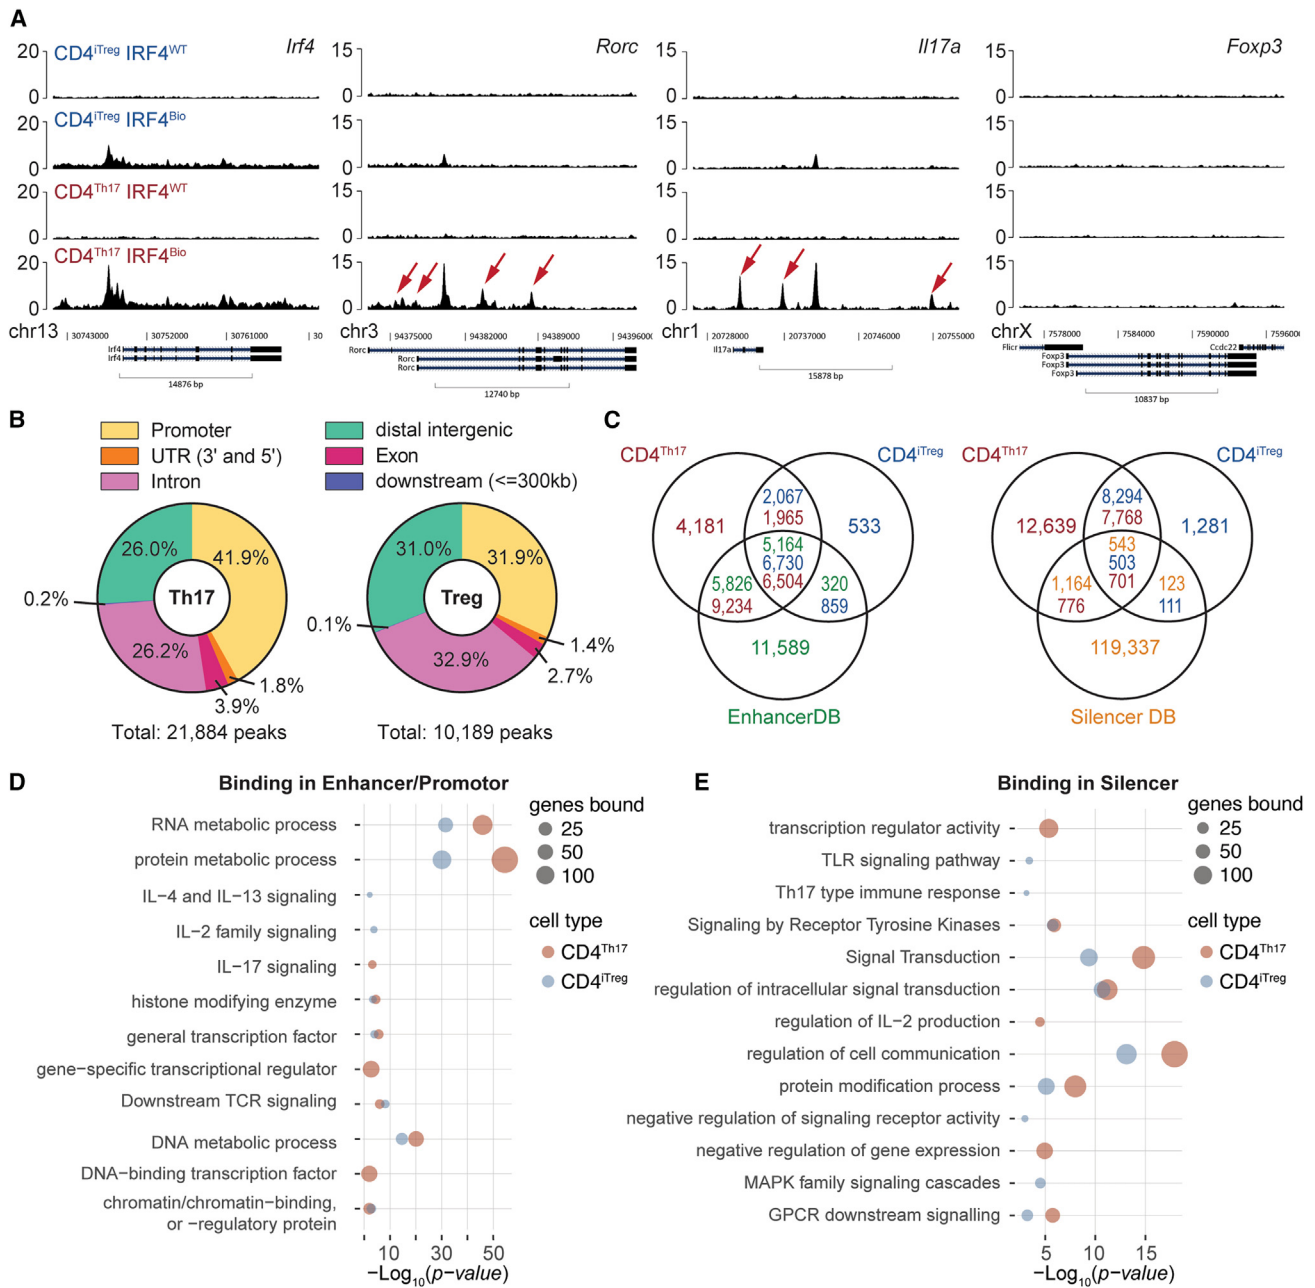 A
Irf4 Rorc Il17a Foxp3
CD4iTreg IRF4WT
20 15 15 15
0 0 0 0
CD4iTreg IRF4Bio
20 15 15 15
0 0 0 0
CD4Th17 IRF4WT
20 15 15 15
0 0 0 0
CD4Th17 IRF4Bio
20 15 15 15
0 0 0 0
chr13 | 30743000 | 30752000 | 30761000 | 30
Irf4
Irf4
14876 bp
chr3 | 94375000 | 94382000 | 94389000 | 9439600
Rorc
Rorc
Rorc
12740 bp
chr1 | 20728000 | 20737000 | 20746000 | 20755000
Il17a
15878 bp
chrX | 7578000 | 7584000 | 7590000 | 7596000
Flicr Ccdc22
Foxp3
Foxp3
Foxp3
10837 bp
B
Promoter distal intergenic
UTR (3' and 5') Exon
Intron downstream (<=300kb)
26.0% 41.9%
0.2%
Th17
26.2%
1.8%
3.9%
Total: 21,884 peaks
31.0% 31.9%
0.1%
Treg
32.9%
1.4%
2.7%
Total: 10,189 peaks
C
CD4Th17 CD4iTreg
2,067
1,965
4,181 533
5,164
6,730
6,504
5,826 320
9,234 859
11,589
EnhancerDB
CD4Th17 CD4iTreg
8,294
7,768
12,639 1,281
543
503
701
1,164 123
776 111
119,337
Silencer DB
D
Binding in Enhancer/Promotor
RNA metabolic process
protein metabolic process
IL−4 and IL−13 signaling
IL−2 family signaling
IL−17 signaling
histone modifying enzyme
general transcription factor
gene−specific transcriptional regulator
Downstream TCR signaling
DNA metabolic process
DNA−binding transcription factor
chromatin/chromatin−binding,
or −regulatory protein
10 30 50
−Log10(p−value)
genes bound
25
50
100
cell type
CD4Th17
CD4iTreg
E
Binding in Silencer
transcription regulator activity
TLR signaling pathway
Th17 type immune response
Signaling by Receptor Tyrosine Kinases
Signal Transduction
regulation of intracellular signal transduction
regulation of IL−2 production
regulation of cell communication
protein modification process
negative regulation of signaling receptor activity
negative regulation of gene expression
MAPK family signaling cascades
GPCR downstream signalling
5 10 15
−Log10(p−value)
genes bound
25
50
100
cell type
CD4Th17
CD4iTreg